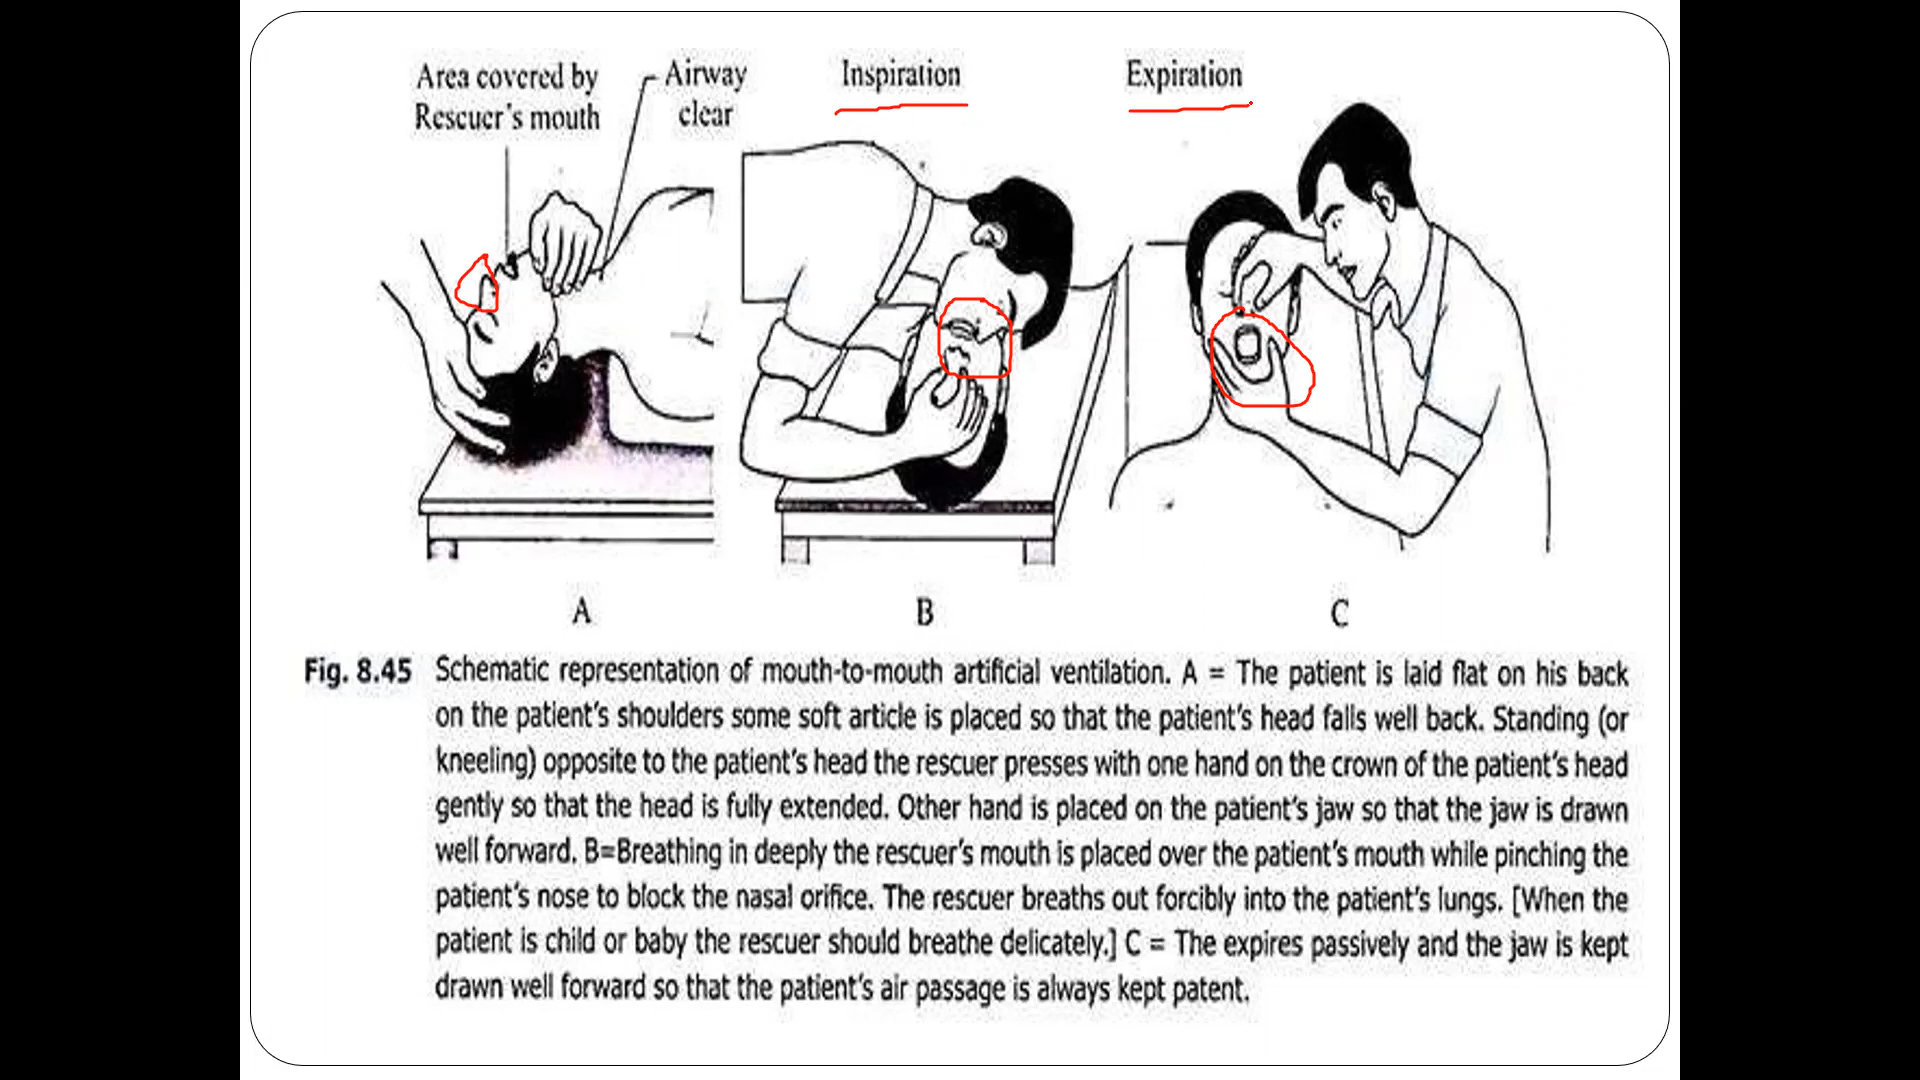 Area covered by
Rescuer's mouth
Airway
clear
Inspiration
Expiration
A
B
C
Fig. 8.45 Schematic representation of mouth-to-mouth artificial ventilation. A = The patient is laid flat on his back
on the patient's shoulders some soft article is placed so that the patient's head falls well back. Standing (or
kneeling) opposite to the patient's head the rescuer presses with one hand on the crown of the patient's head
gently so that the head is fully extended. Other hand is placed on the patient's jaw so that the jaw is drawn
well forward. B=Breathing in deeply the rescuer's mouth is placed over the patient's mouth while pinching the
patient's nose to block the nasal orifice. The rescuer breaths out forcibly into the patient's lungs. [When the
patient is child or baby the rescuer should breathe delicately.] C = The expires passively and the jaw is kept
drawn well forward so that the patient's air passage is always kept patent.